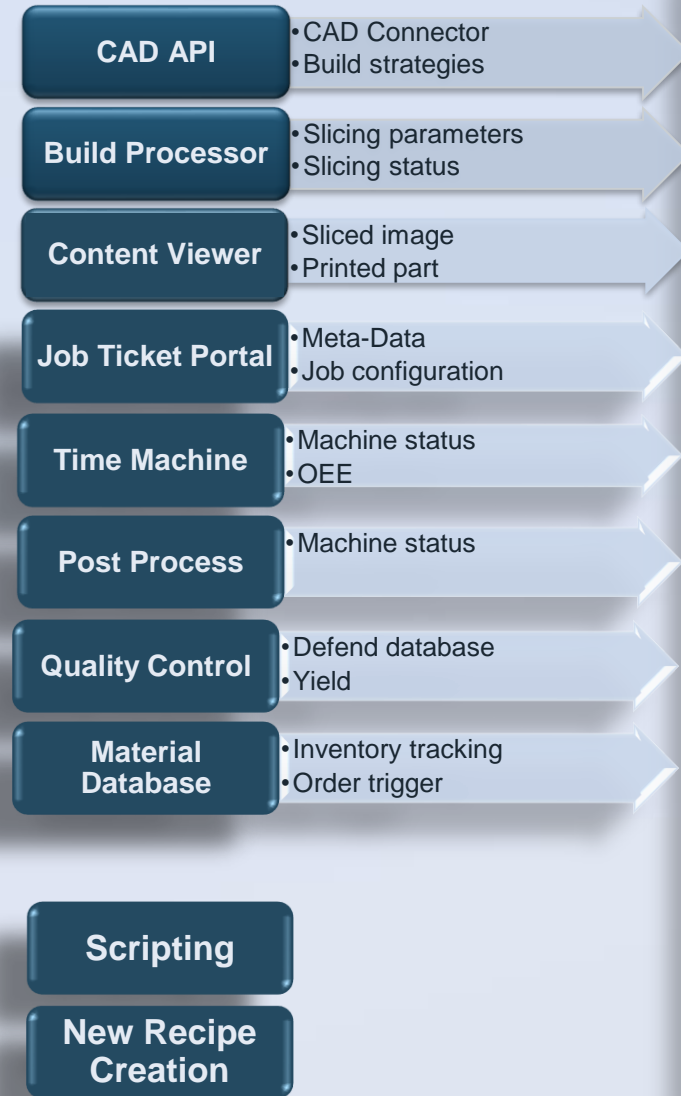 CAD API
•CAD Connector
•Build strategies
Build Processor
•Slicing parameters
•Slicing status
Content Viewer
•Sliced image
•Printed part
Job Ticket Portal
•Meta-Data
•Job configuration
Time Machine
•Machine status
•OEE
Post Process
•Machine status
Quality Control
•Defend database
•Yield
Material
Database
•Inventory tracking
•Order trigger
Scripting
New Recipe
Creation